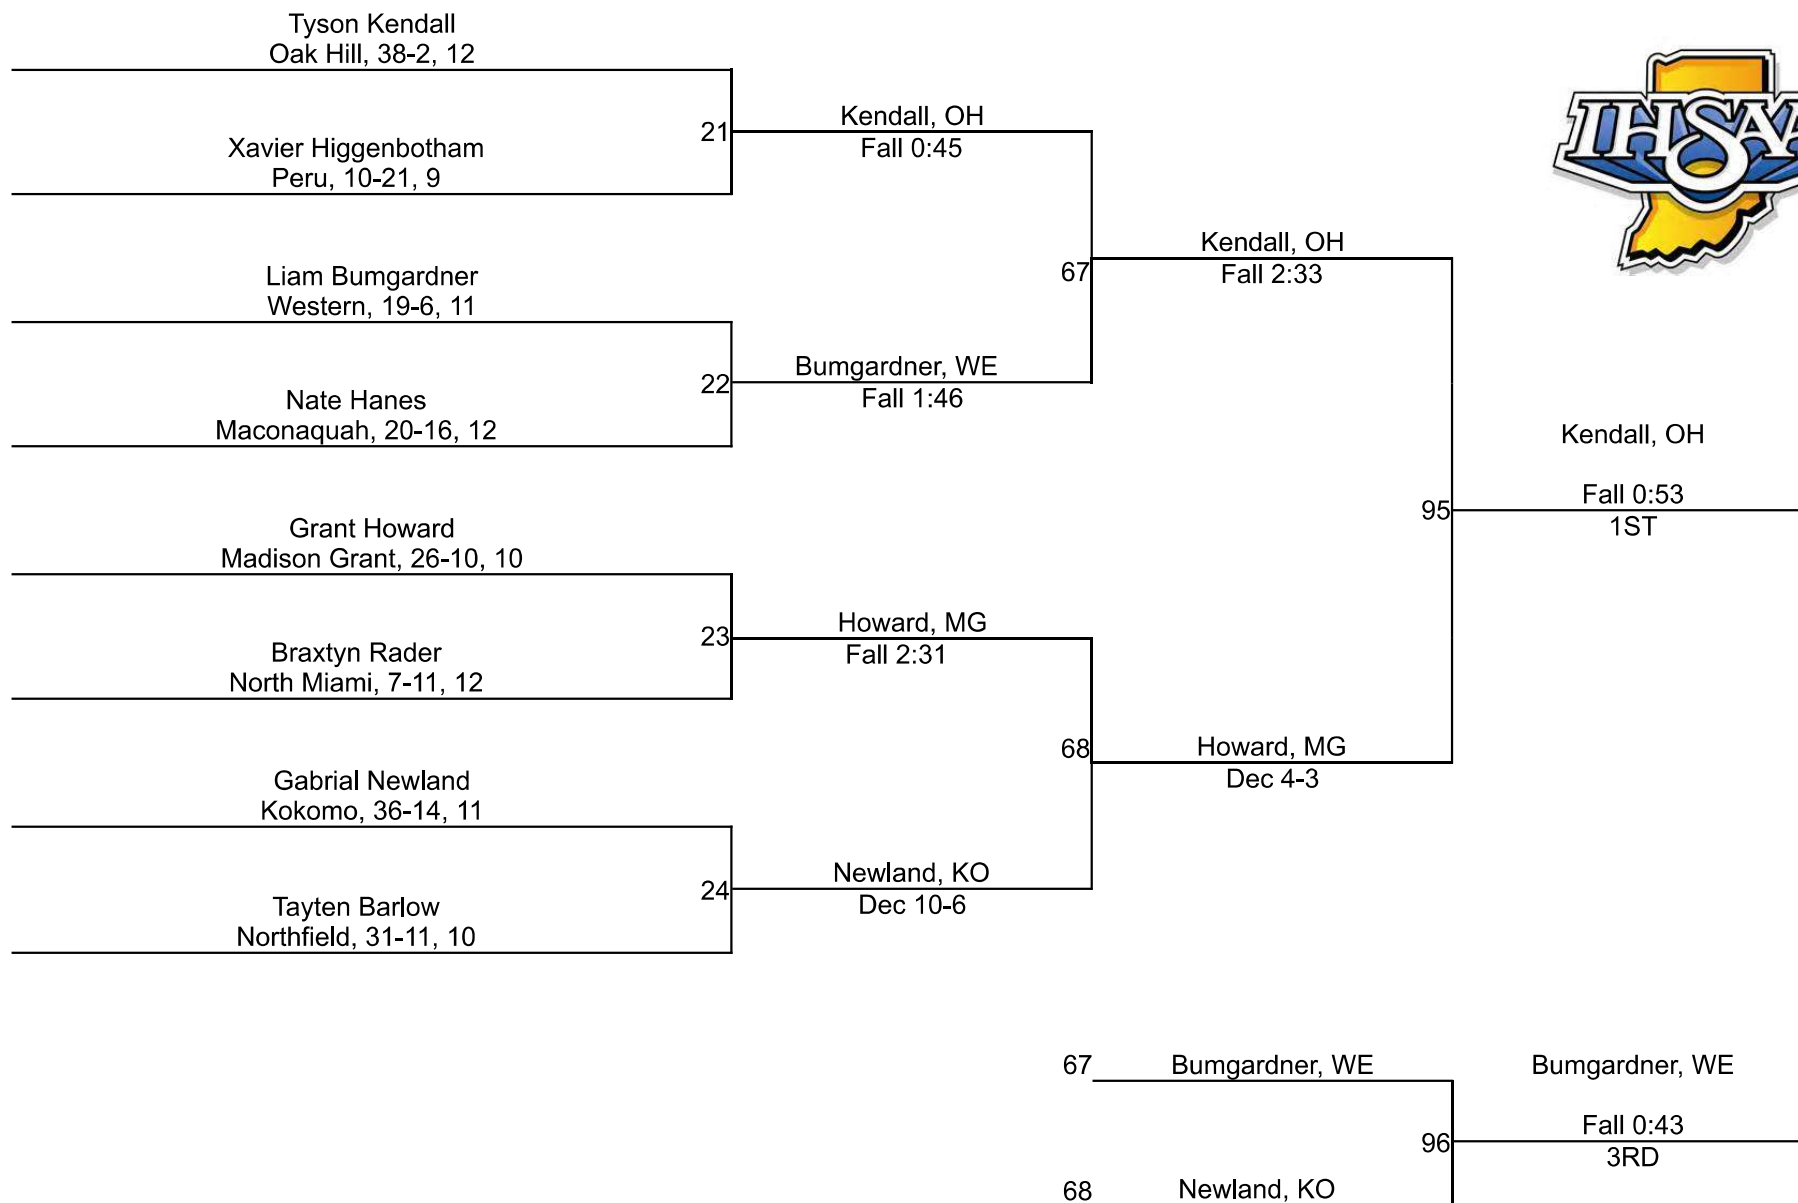 Tyson Kendall
Oak Hill, 38-2, 12
Xavier Higgenbotham
Peru, 10-21, 9
21
Kendall, OH
Fall 0:45
Liam Bumgardner
Western, 19-6, 11
Nate Hanes
Maconaquah, 20-16, 12
22
Bumgardner, WE
Fall 1:46
67
Kendall, OH
Fall 2:33
Grant Howard
Madison Grant, 26-10, 10
Braxtyn Rader
North Miami, 7-11, 12
23
Howard, MG
Fall 2:31
Gabrial Newland
Kokomo, 36-14, 11
Tayten Barlow
Northfield, 31-11, 10
24
Newland, KO
Dec 10-6
68
Howard, MG
Dec 4-3
95
Kendall, OH
Fall 0:53
1ST
IHSAA
67
Bumgardner, WE
68
Newland, KO
96
Bumgardner, WE
Fall 0:43
3RD